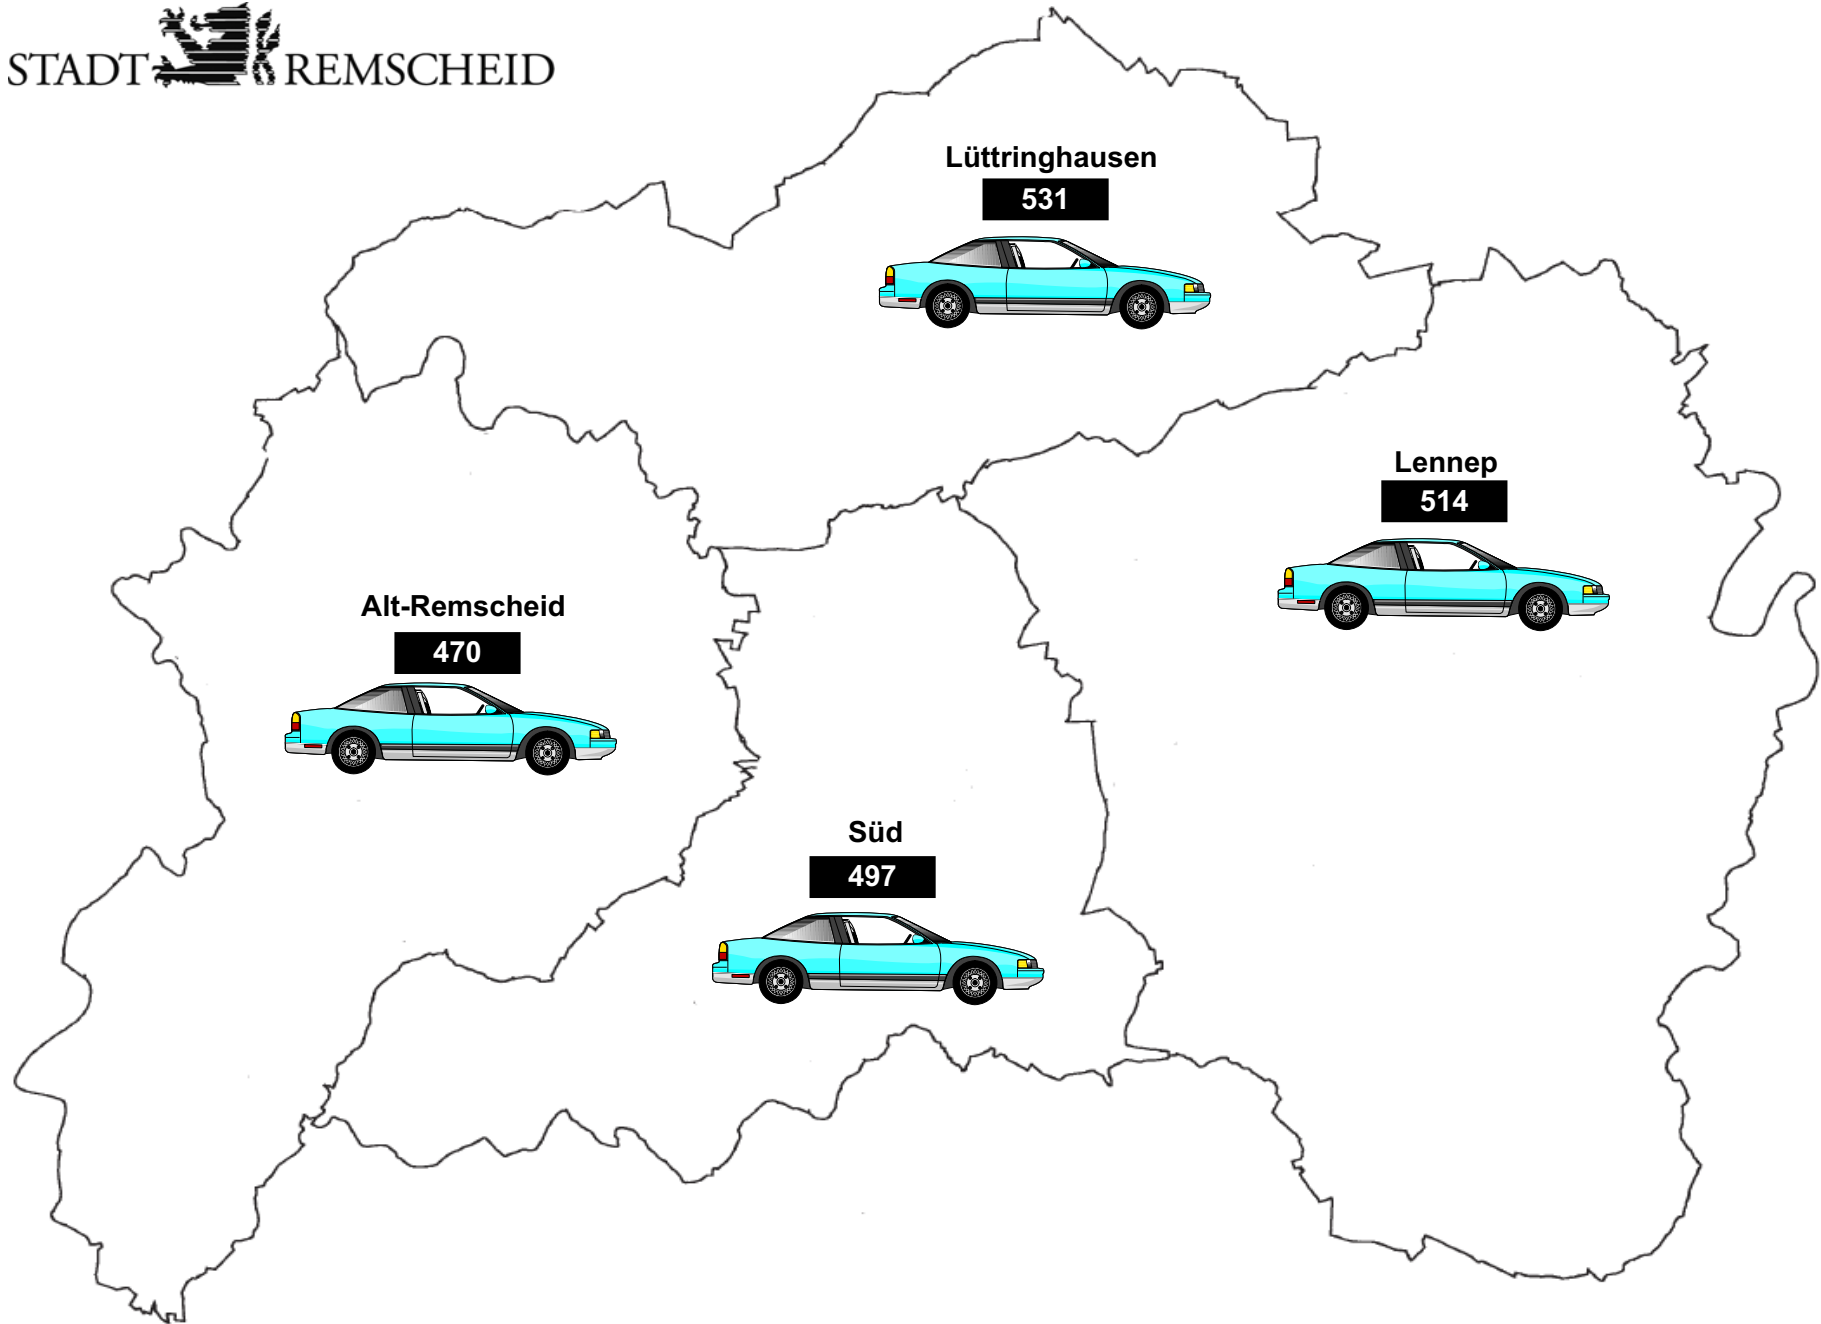 STADT REMSCHEID
Lüttringhausen
531
Lennep
514
Alt-Remscheid
470
Süd
497